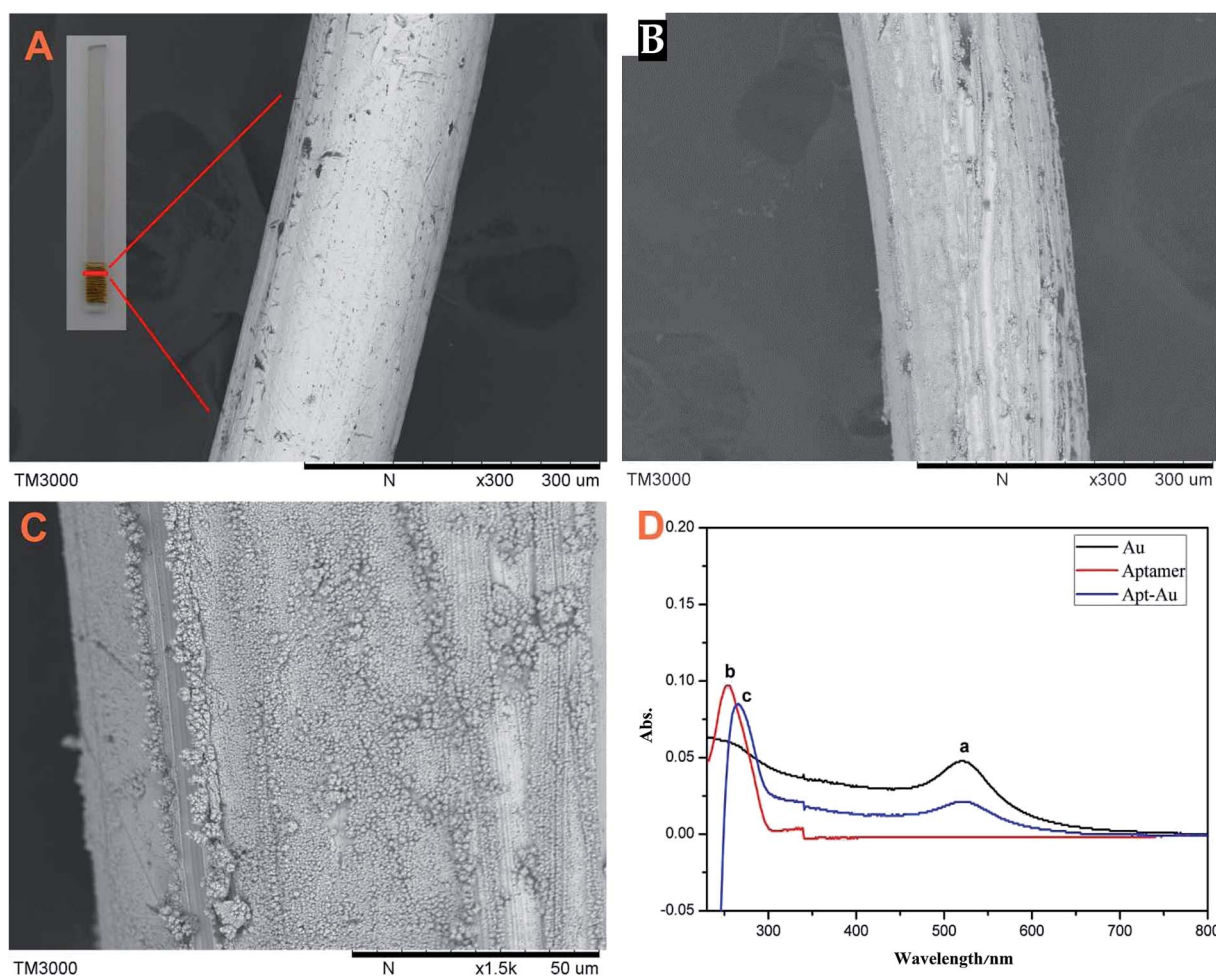 A
TM3000 N x300 300 um
B
TM3000 N x300 300 um
C
TM3000 N x1.5k 50 um
D
0.20
0.15
0.10
0.05
0.00
-0.05
Abs.
Au
Aptamer
Apt-Au
b
c
a
300 400 500 600 700 800
Wavelength/nm